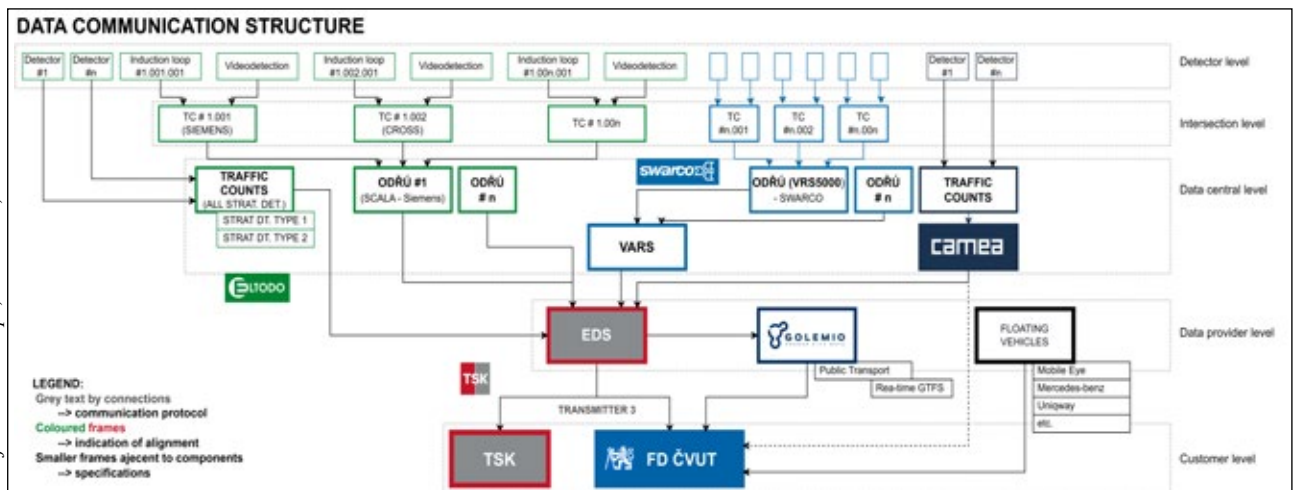 DATA COMMUNICATION STRUCTURE
Detector
#1
Detector
#n
Induction loop
#1.001.001
Videodetection
Induction loop
#1.002.001
Videodetection
Induction loop
#1.00n.001
Videodetection
Detector
#1
Detector
#n
Detector level
TC # 1.001
(SIEMENS)
TC # 1.002
(CROSS)
TC # 1.00n
TC
#n.001
TC
#n.002
TC
#n.00n
Intersection level
TRAFFIC
COUNTS
(ALL STRAT. DET.)
STRAT DT. TYPE 1
STRAT DT. TYPE 2
ODŘÚ #1
(SCALA - Siemens)
ODŘÚ
# n
swarco
ODŘÚ (VRS5000)
- SWARCO
ODŘÚ
# n
TRAFFIC
COUNTS
Data central level
VARS
camea
ELTODO
EDS
GOLEMIO
FLOATING
VEHICLES
Data provider level
Public Transport
Rea-time GTFS
Mobile Eye
Mercedes-benz
Uniqway
etc.
TSK
TRANSMITTER 3
LEGEND:
Grey text by connections
--> communication protocol
Coloured frames
--> indication of alignment
Smaller frames ajecent to components
--> specifications
TSK
FD ČVUT
Customer level